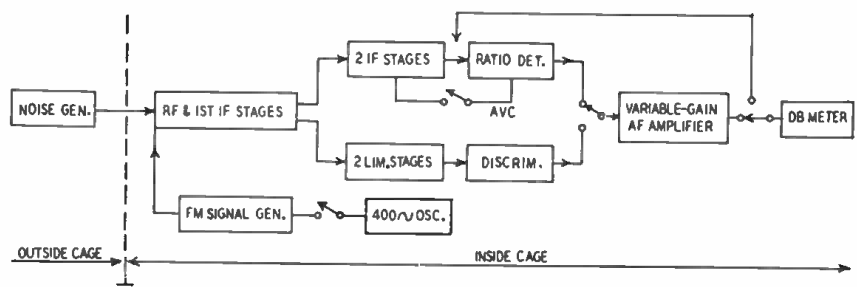 2 IF STAGES
RATIO DET.
AVC
NOISE GEN.
RF & 1ST IF STAGES
VARIABLE-GAIN
AF AMPLIFIER
DB METER
2 LIM. STAGES
DISCRIM.
FM SIGNAL GEN.
400~OSC.
OUTSIDE CAGE
INSIDE CAGE